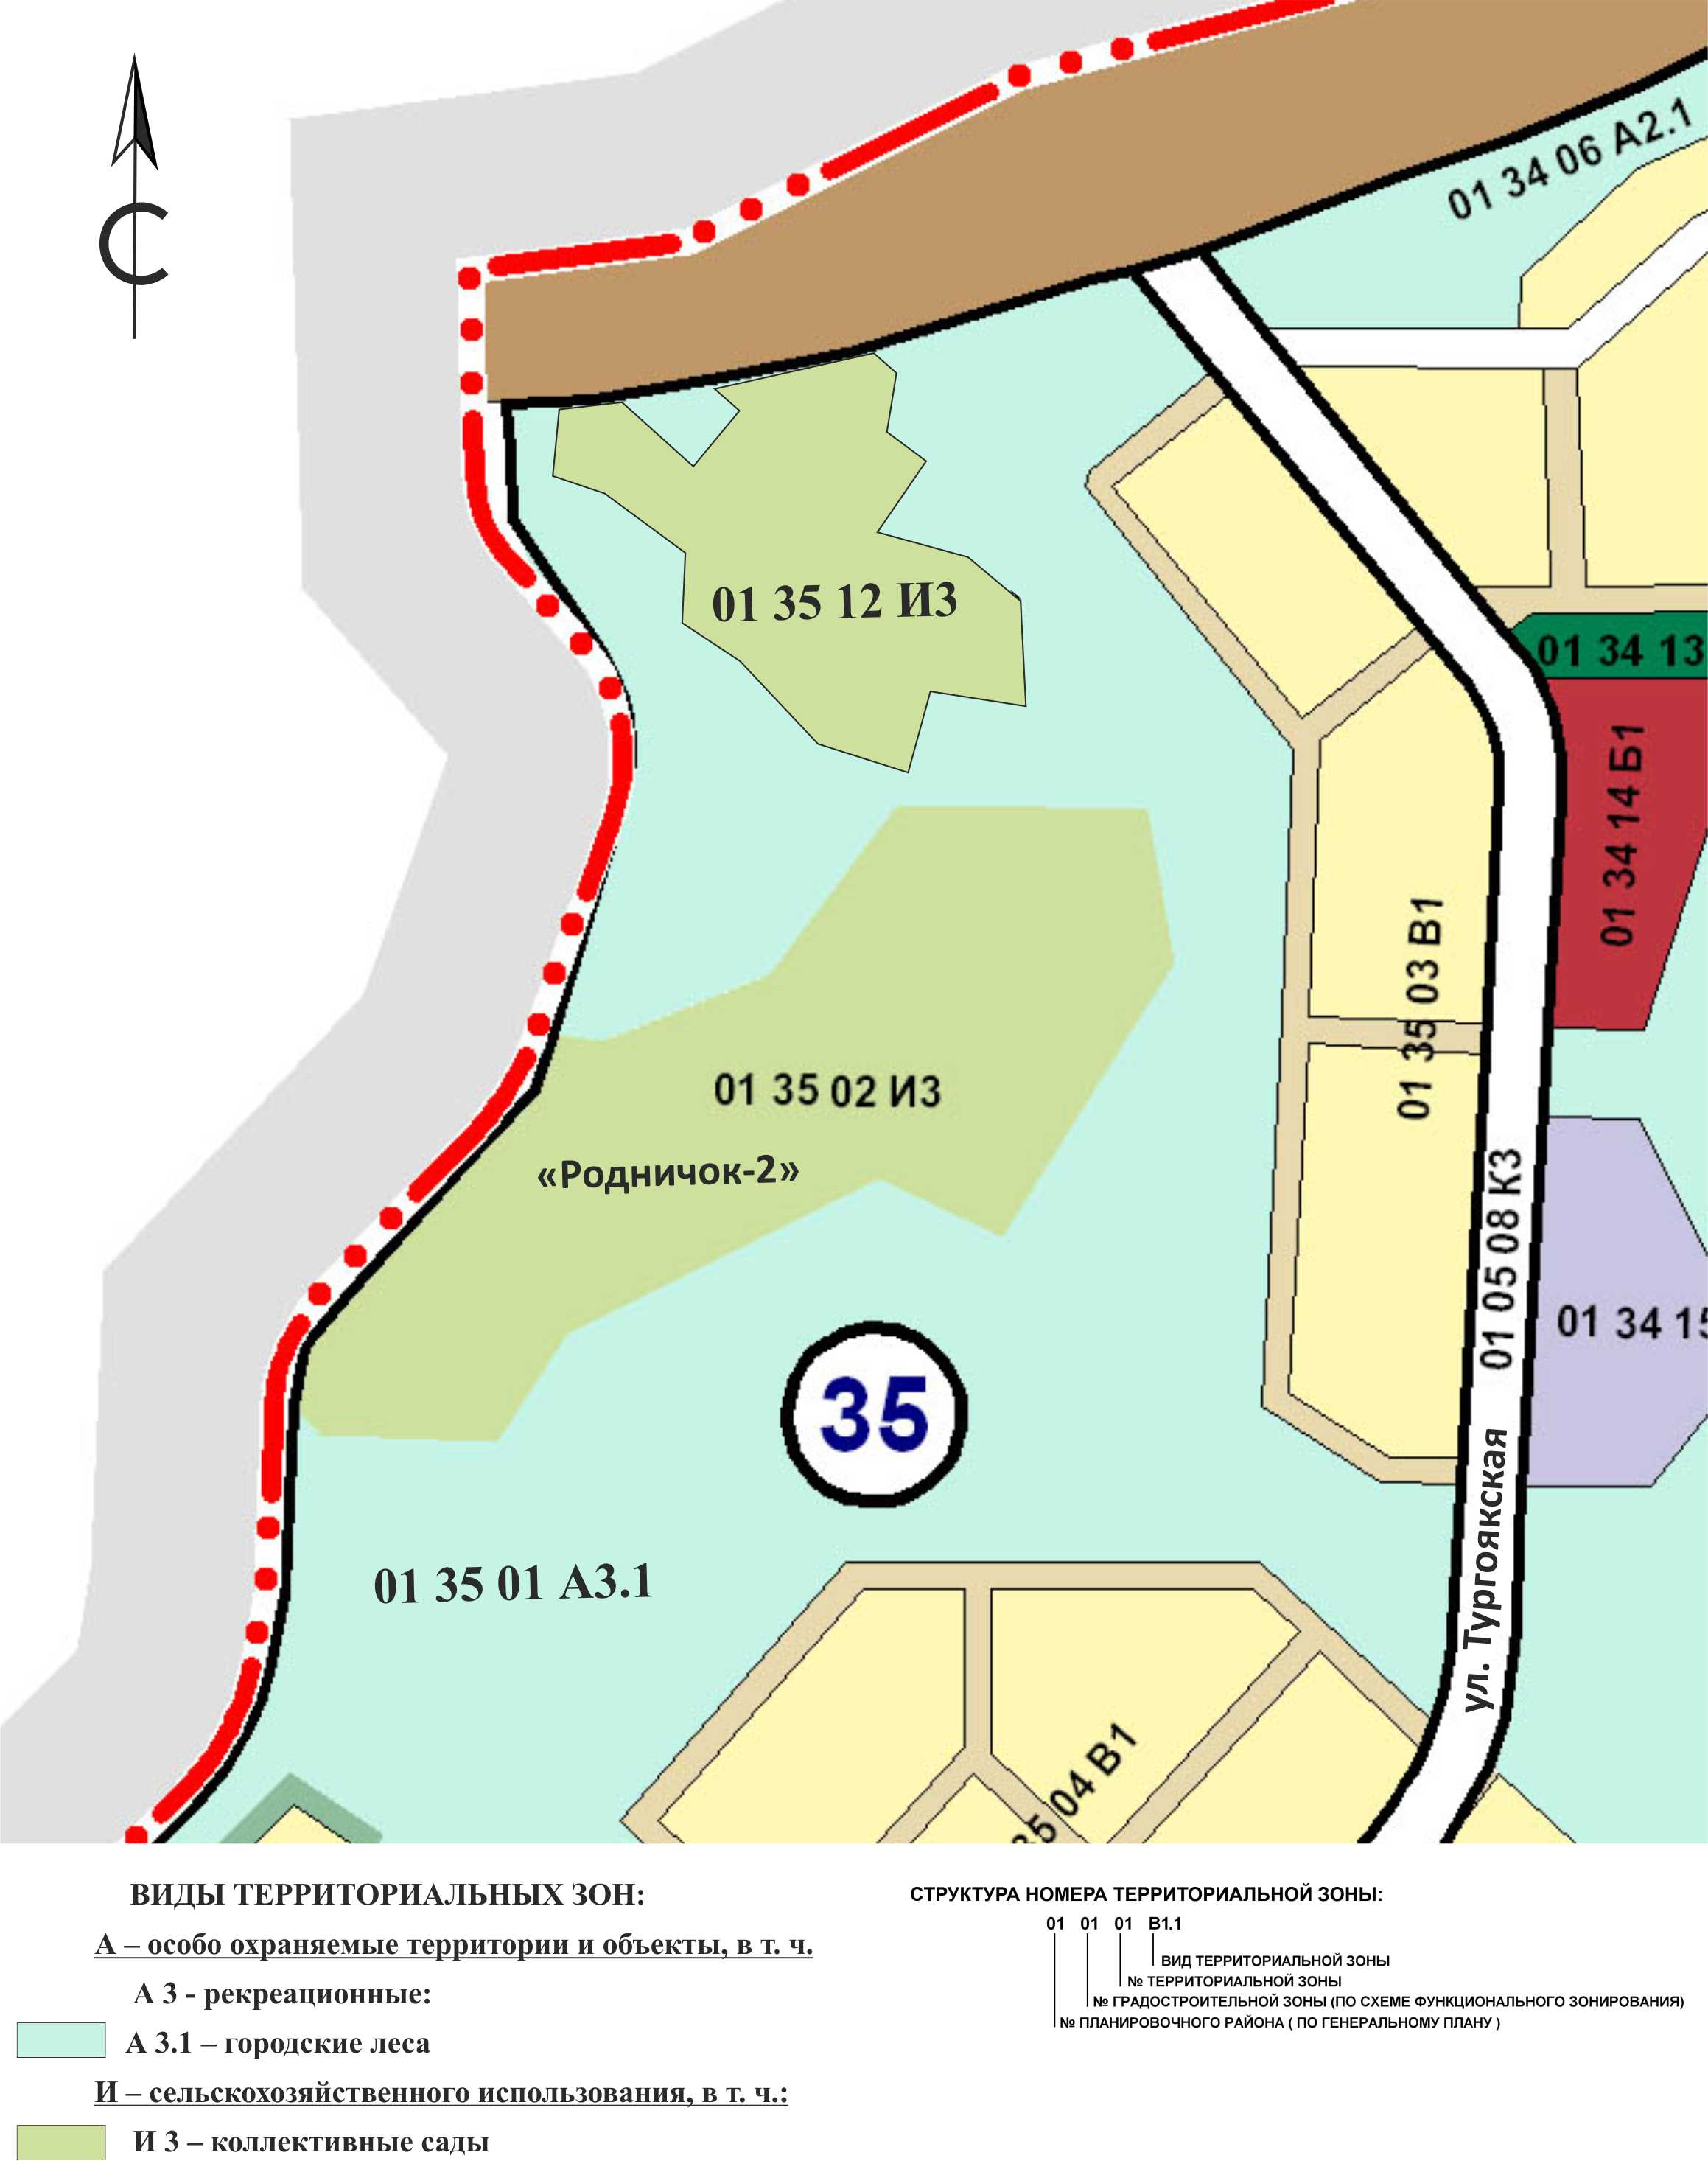 С
01 34 06 А2.1
01 35 12 И3
01 34 13
01 34 14 Б1
01 35 03 В1
01 35 02 И3
«Родничок-2»
01 05 08 К3
01 34 15
35
ул. Тургоякская
01 35 01 А3.1
35 04 В1
ВИДЫ ТЕРРИТОРИАЛЬНЫХ ЗОН:
А – особо охраняемые территории и объекты, в т. ч.
А 3 - рекреационные:
А 3.1 – городские леса
И – сельскохозяйственного использования, в т. ч.:
И 3 – коллективные сады
СТРУКТУРА НОМЕРА ТЕРРИТОРИАЛЬНОЙ ЗОНЫ:
01 01 01 В1.1
ВИД ТЕРРИТОРИАЛЬНОЙ ЗОНЫ
№ ТЕРРИТОРИАЛЬНОЙ ЗОНЫ
№ ГРАДОСТРОИТЕЛЬНОЙ ЗОНЫ (ПО СХЕМЕ ФУНКЦИОНАЛЬНОГО ЗОНИРОВАНИЯ)
№ ПЛАНИРОВОЧНОГО РАЙОНА ( ПО ГЕНЕРАЛЬНОМУ ПЛАНУ )